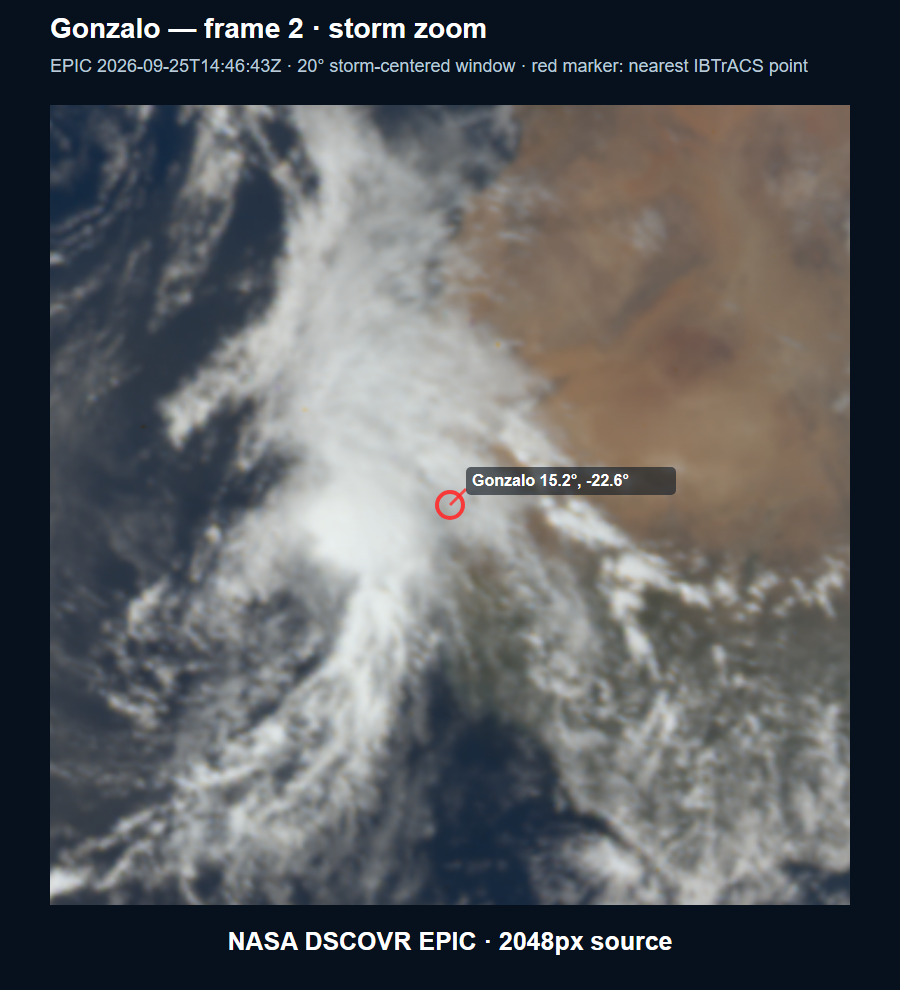 Gonzalo — frame 2 · storm zoom
EPIC 2026-09-25T14:46:43Z · 20° storm-centered window · red marker: nearest IBTrACS point
Gonzalo 15.2°, -22.6°
NASA DSCOVR EPIC · 2048px source